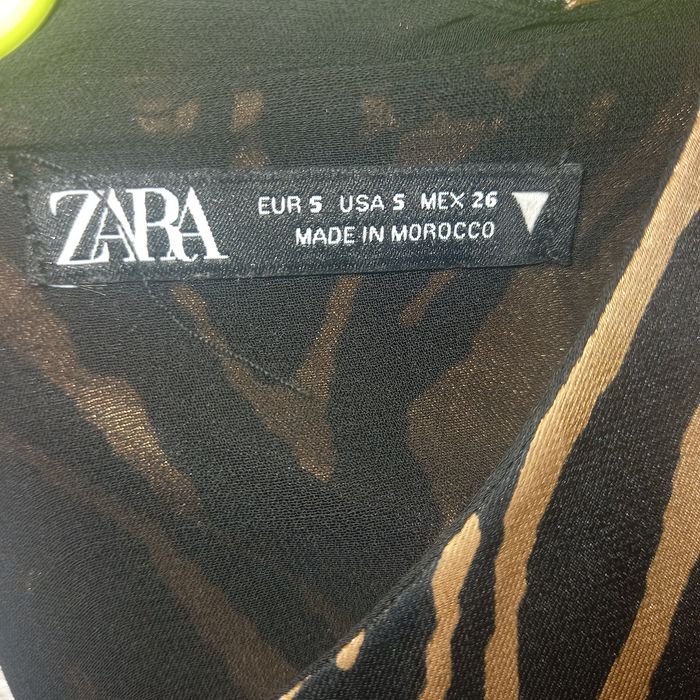 ZARA
EUR S USA S MEX 26
MADE IN MOROCCO